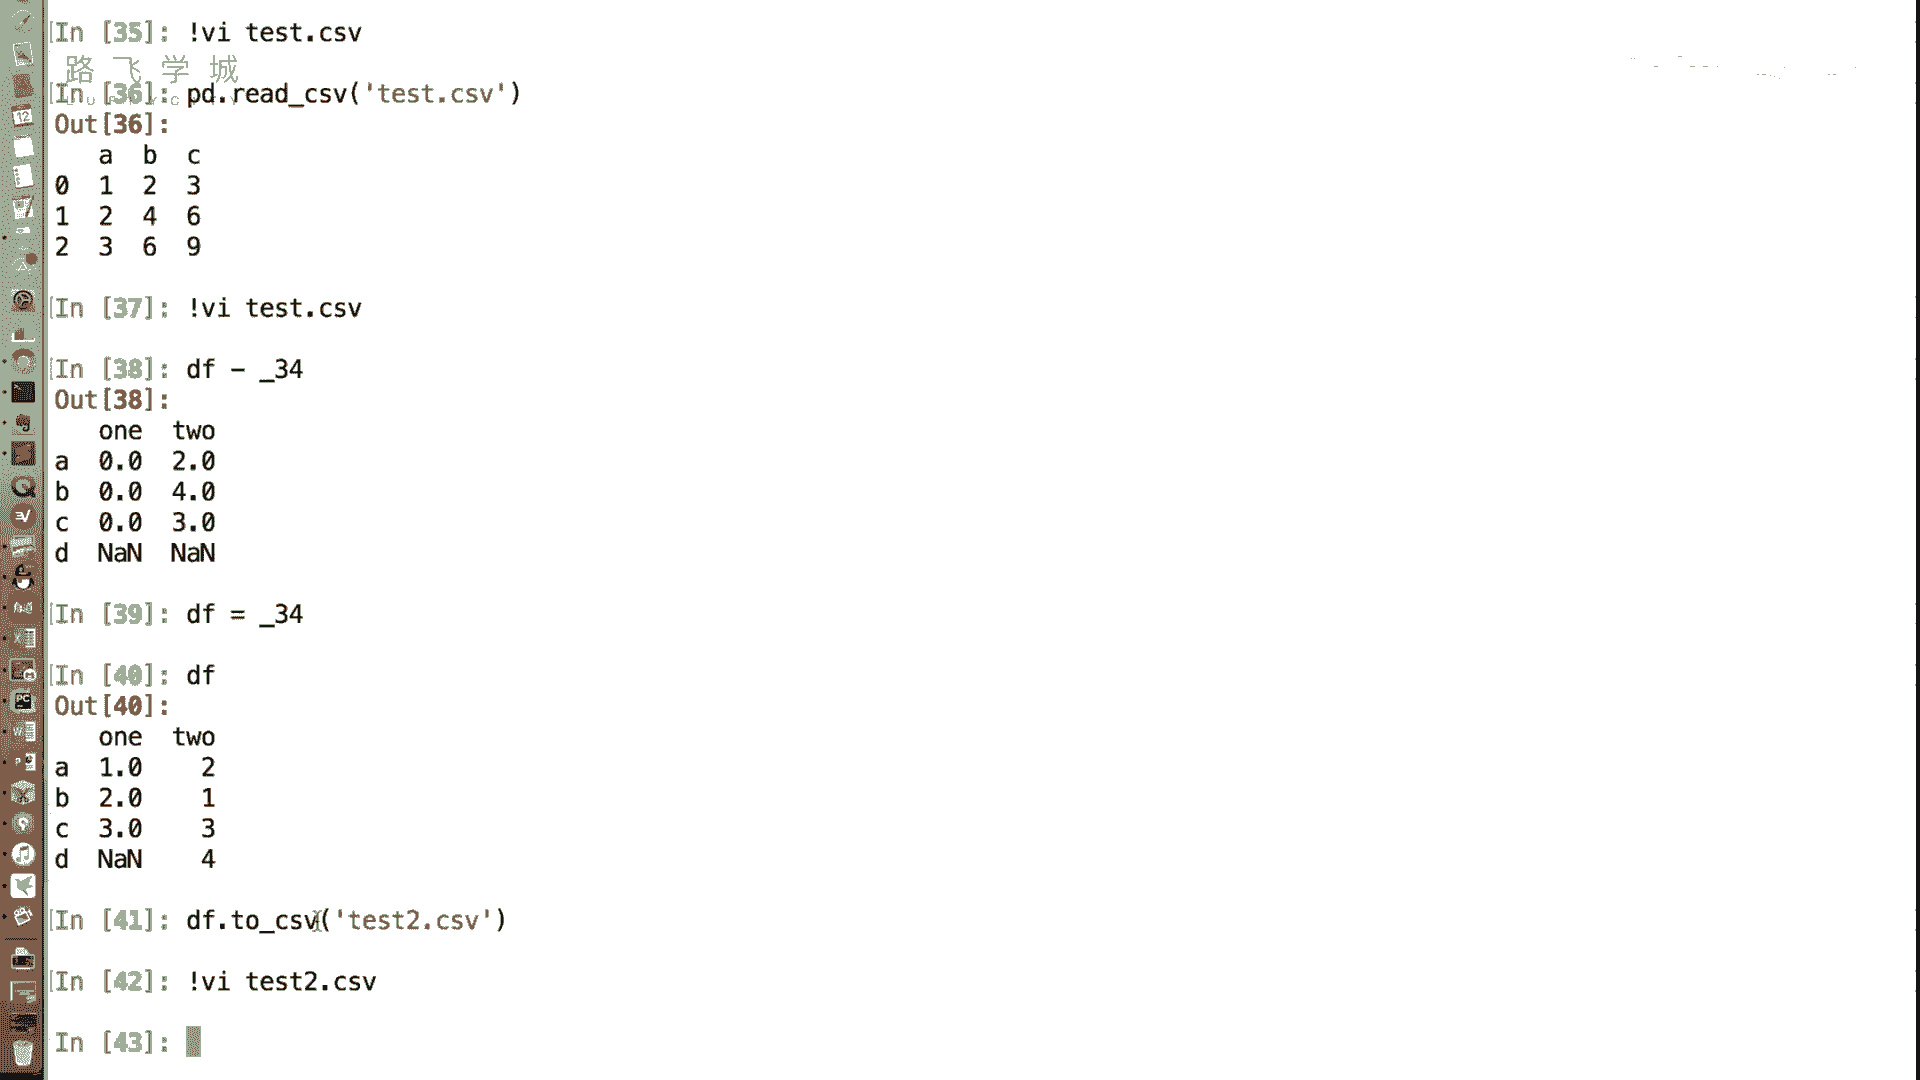 In [35]: !vi test.csv
路飞学城
In [36]: pd.read_csv('test.csv')
Out[36]:
a b c
0 1 2 3
1 2 4 6
2 3 6 9
In [37]: !vi test.csv
In [38]: df - _34
Out[38]:
one two
a 0.0 2.0
b 0.0 4.0
c 0.0 3.0
d NaN NaN
In [39]: df = _34
In [40]: df
Out[40]:
one two
a 1.0 2
b 2.0 1
c 3.0 3
d NaN 4
In [41]: df.to_csv('test2.csv')
In [42]: !vi test2.csv
In [43]: